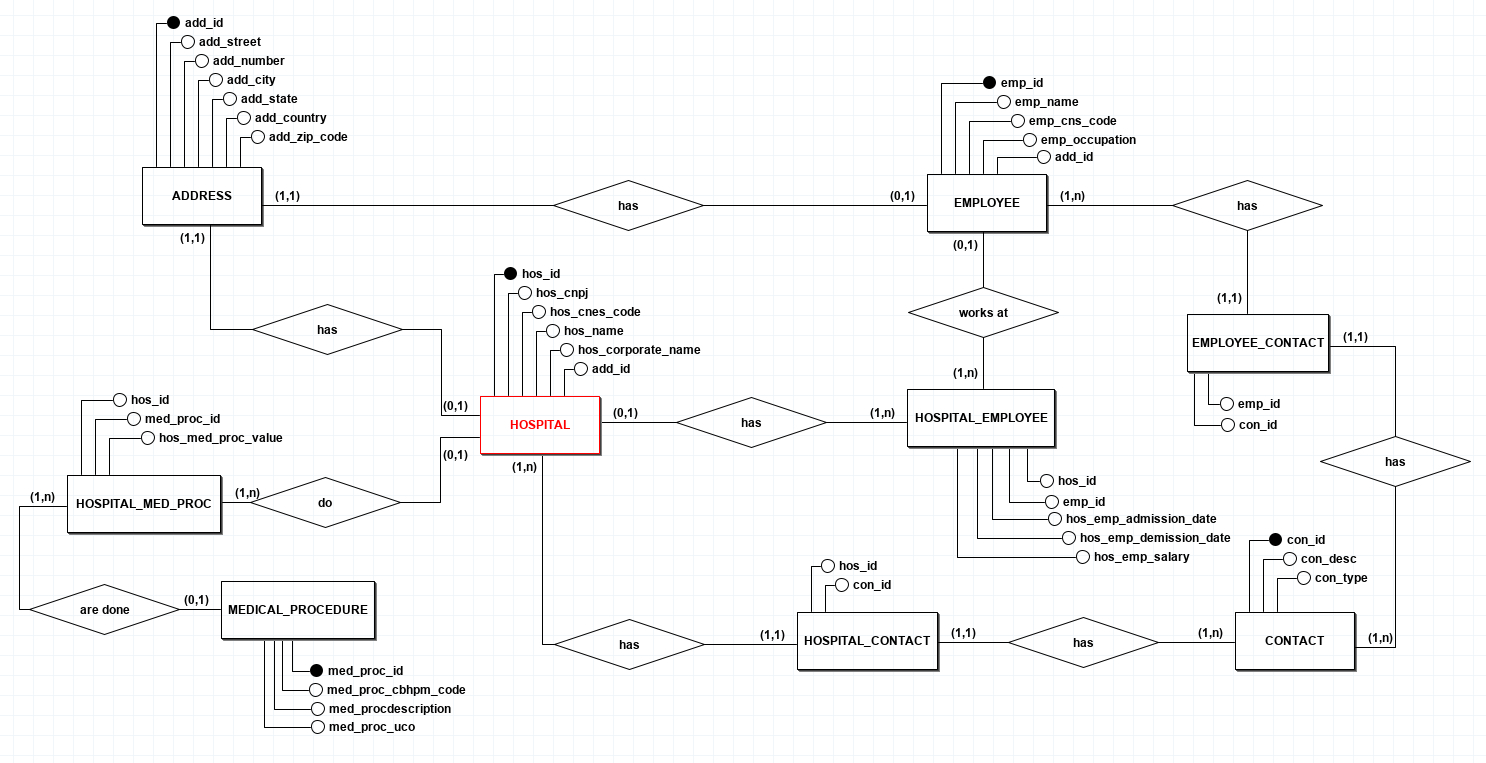 add_id
add_street
add_number
add_city
add_state
add_country
add_zip_code
ADDRESS
(1,1)
has
(0,1)
emp_id
emp_name
emp_cns_code
emp_occupation
add_id
EMPLOYEE
(1,n)
has
(1,1)
(0,1)
works at
(1,n)
(1,1)
has
(0,1)
hos_id
hos_cnpj
hos_cnes_code
hos_name
hos_corporate_name
add_id
HOSPITAL
(0,1)
has
(1,n)
HOSPITAL_EMPLOYEE
EMPLOYEE_CONTACT
(1,1)
emp_id
con_id
has
(1,n)
hos_id
med_proc_id
hos_med_proc_value
HOSPITAL_MED_PROC
(1,n)
(1,n)
do
(0,1)
(1,n)
hos_id
emp_id
hos_emp_admission_date
hos_emp_demission_date
hos_emp_salary
are done
(0,1)
MEDICAL_PROCEDURE
med_proc_id
med_proc_cbhpm_code
med_procdescription
med_proc_uco
has
(1,1)
hos_id
con_id
HOSPITAL_CONTACT
(1,1)
has
(1,n)
con_id
con_desc
con_type
CONTACT